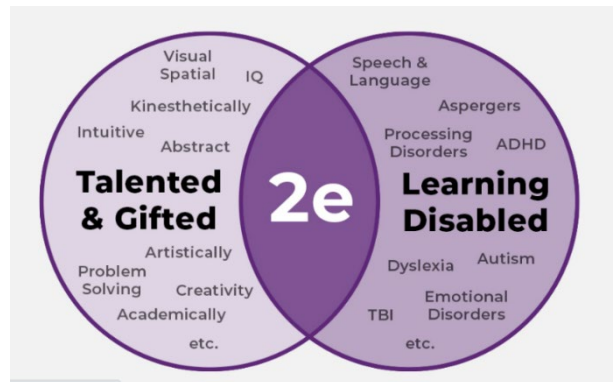 Visual
Spatial
IQ
Kinesthetically
Intuitive
Abstract
Talented
& Gifted
Artistically
Problem
Solving
Creativity
Academically
etc.
2e
Speech &
Language
Aspergers
Processing
Disorders
ADHD
Learning
Disabled
Dyslexia
Autism
Emotional
Disorders
TBI
etc.